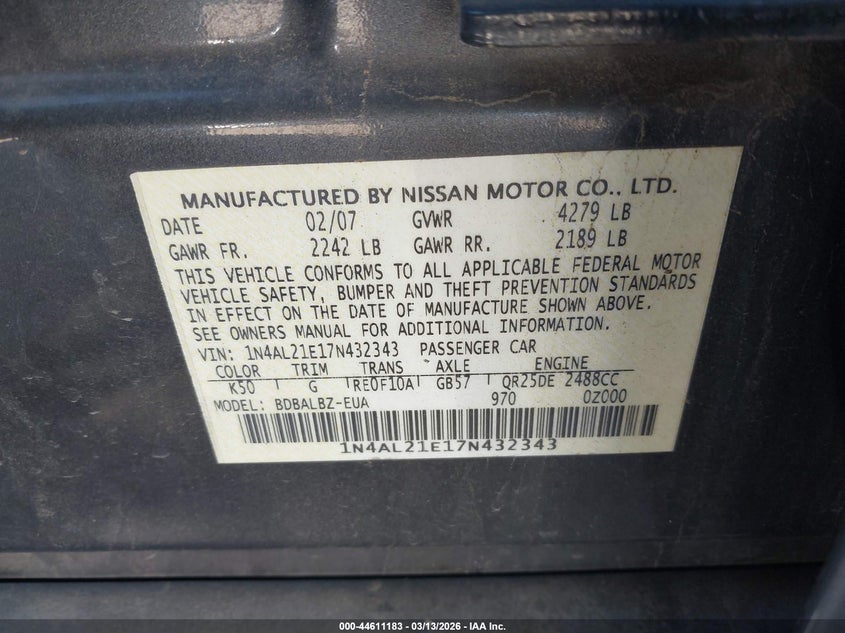 MANUFACTURED BY NISSAN MOTOR CO., LTD.
DATE 02/07 GVWR 4279 LB
GAWR FR. 2242 LB GAWR RR. 2189 LB
THIS VEHICLE CONFORMS TO ALL APPLICABLE FEDERAL MOTOR
VEHICLE SAFETY, BUMPER AND THEFT PREVENTION STANDARDS
IN EFFECT ON THE DATE OF MANUFACTURE SHOWN ABOVE.
SEE OWNERS MANUAL FOR ADDITIONAL INFORMATION.
VIN: 1N4AL21E17N432343 PASSENGER CAR
COLOR TRIM TRANS AXLE ENGINE
K50 G RE0F10A GB57 QR25DE 2488CC
MODEL: BDBALBZ-EUA 970 0Z000
1N4AL21E17N432343
000-44611183 | 03/13/2026 | IAA Inc.